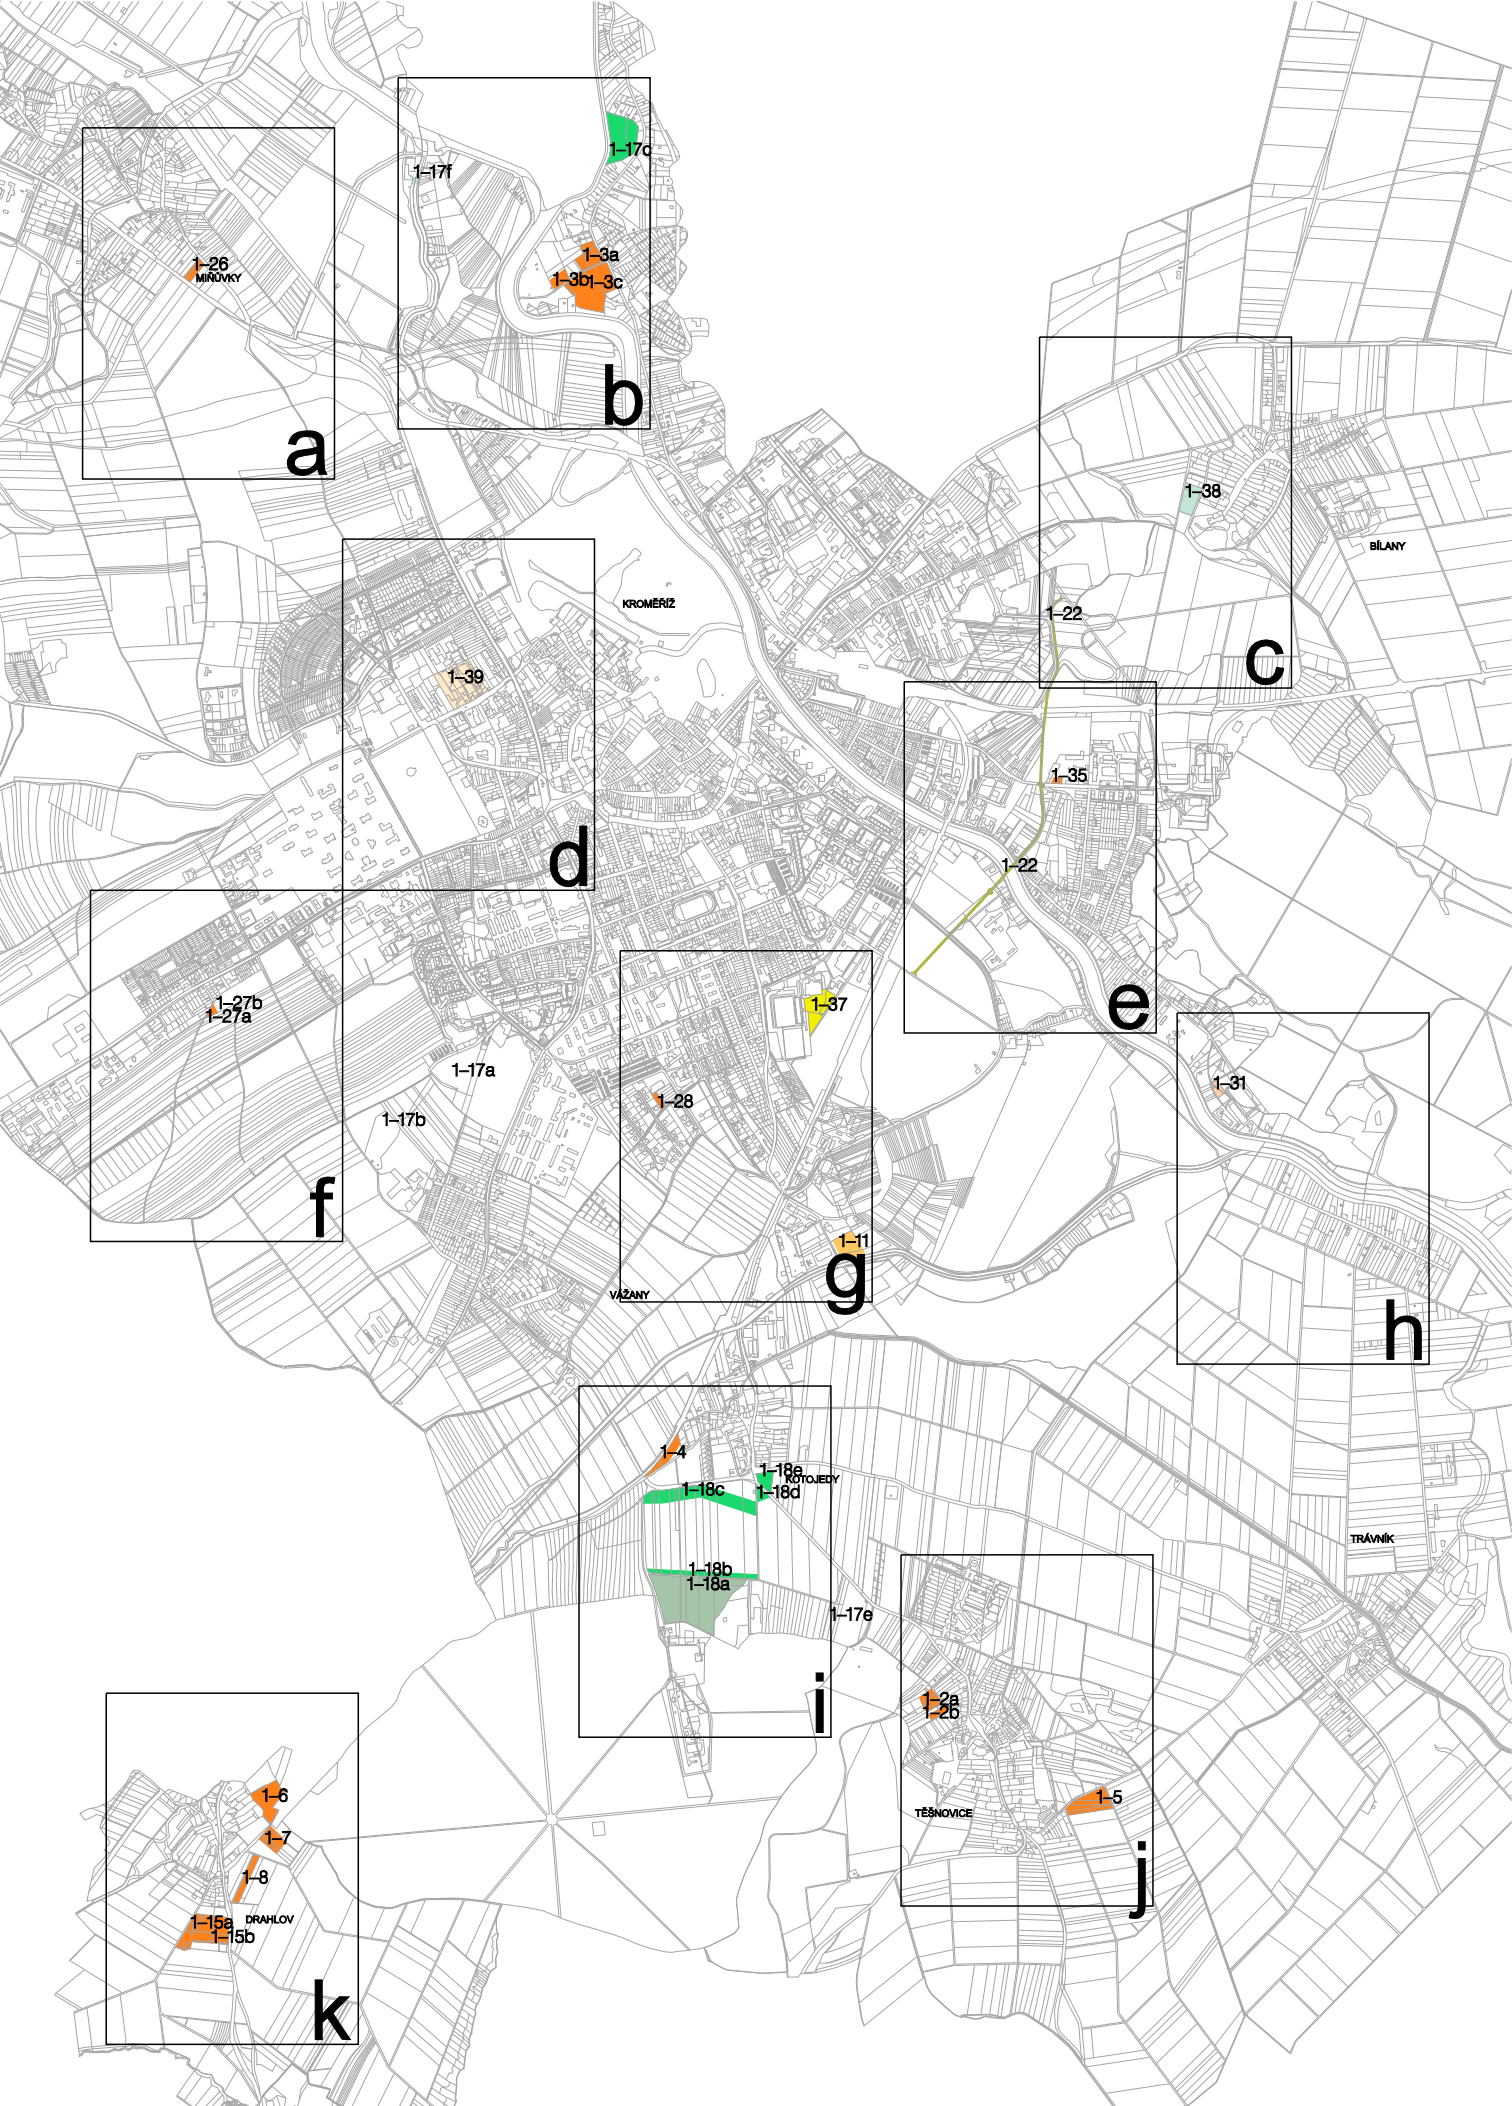 1–17c
1–17f
1–3a
1–26
MIŇŮVKY
1–3b
1–3c
b
a
1–38
BÍLANY
KROMĚŘÍŽ
1–22
c
1–39
1–35
d
1–22
1–27b
1–27a
1–37
e
1–17a
1–31
1–28
1–17b
f
1–11
g
VÁŽANY
h
1–4
1–18e
KOTOJEDY
1–18c
1–18d
TRÁVNÍK
1–18b
1–18a
1–17e
i
1–2a
1–2b
1–6
1–5
TĚŠNOVICE
1–7
1–8
j
1–15a
DRAHLOV
1–15b
k